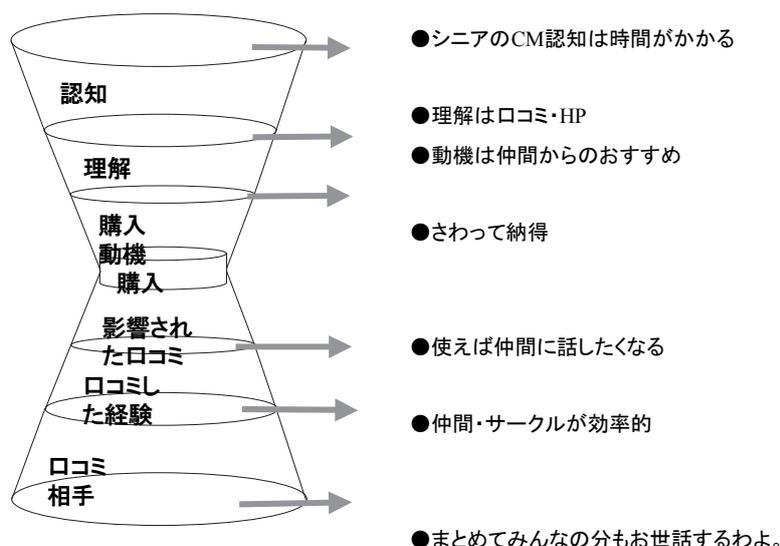 ●シニアのCM認知は時間がかかる
認知
●理解は口コミ・HP
●動機は仲間からのおすすめ
理解
購入
動機
●さわって納得
購入
影響され
た口コミ
●使えば仲間に話したくなる
口コミし
た経験
●仲間・サークルが効率的
口コミ
相手
●まとめてみんなの分もお世話するわよ。